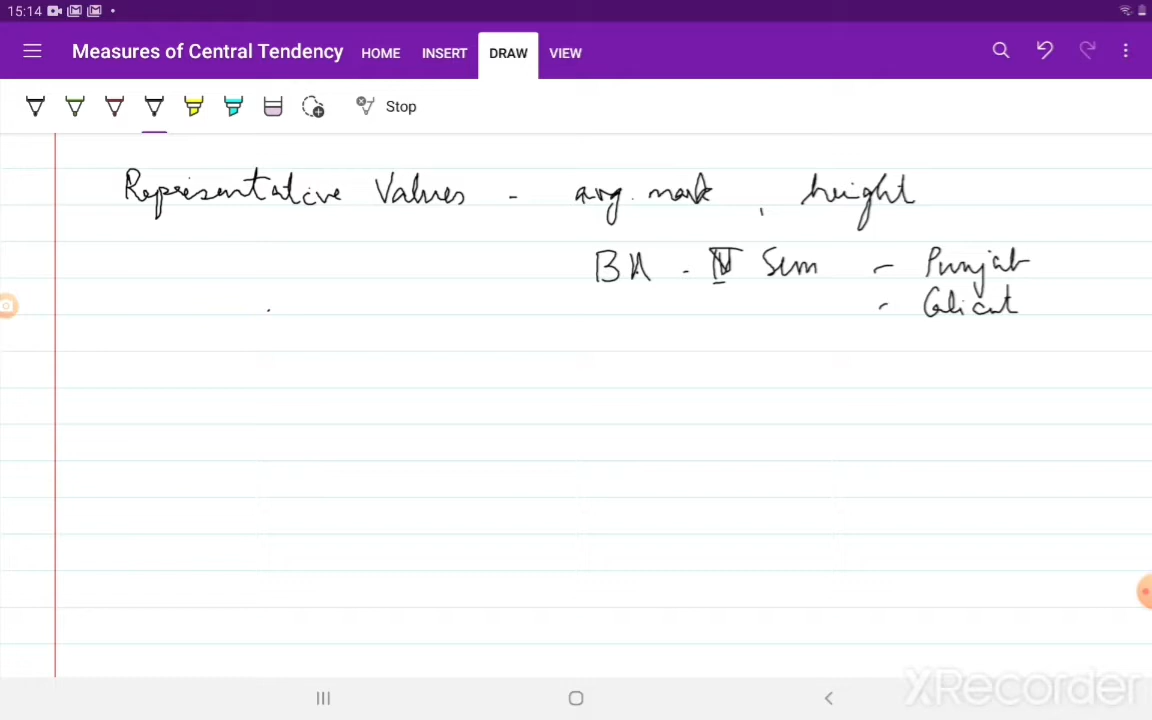 15:14
Measures of Central Tendency HOME INSERT DRAW VIEW
Stop
Representative Values - avg. mark, height
BA - IV Sem - Punjab
- Calicut
XRecorder